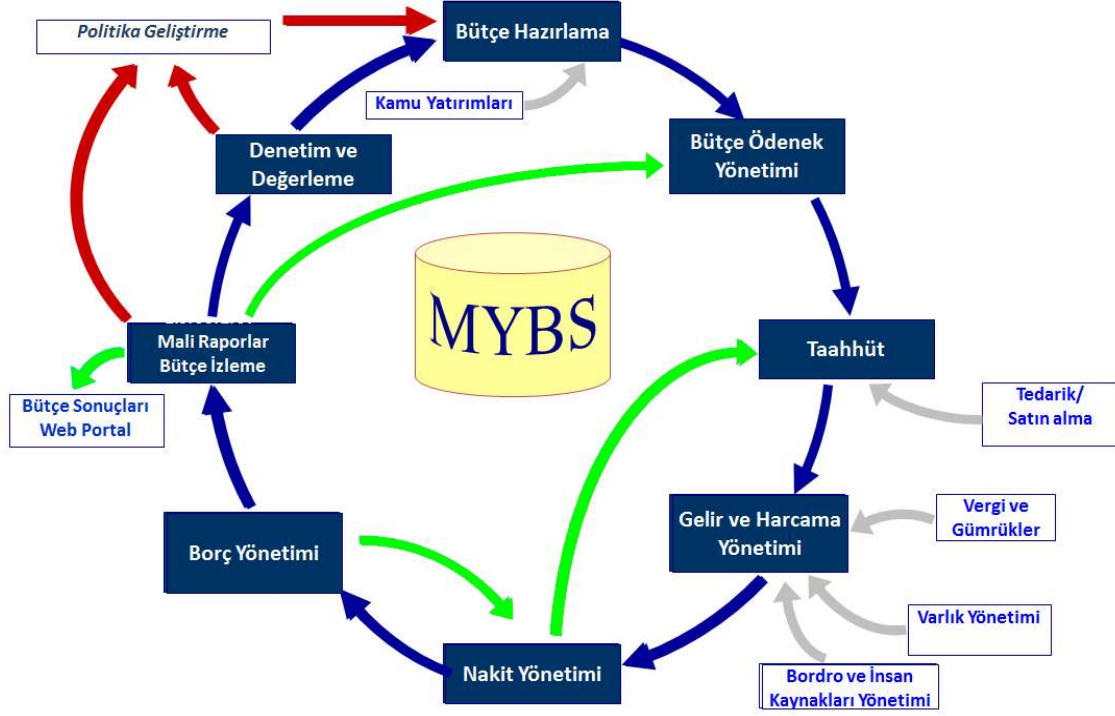 Politika Geliştirme
Bütçe Hazırlama
Kamu Yatırımları
Denetim ve
Değerleme
Bütçe Ödenek
Yönetimi
MYBS
Mali Raporlar
Bütçe İzleme
Taahhüt
Bütçe Sonuçları
Web Portal
Tedarik/
Satın alma
Gelir ve Harcama
Yönetimi
Vergi ve
Gümrükler
Borç Yönetimi
Varlık Yönetimi
Nakit Yönetimi
Bordro ve İnsan
Kaynakları Yönetimi